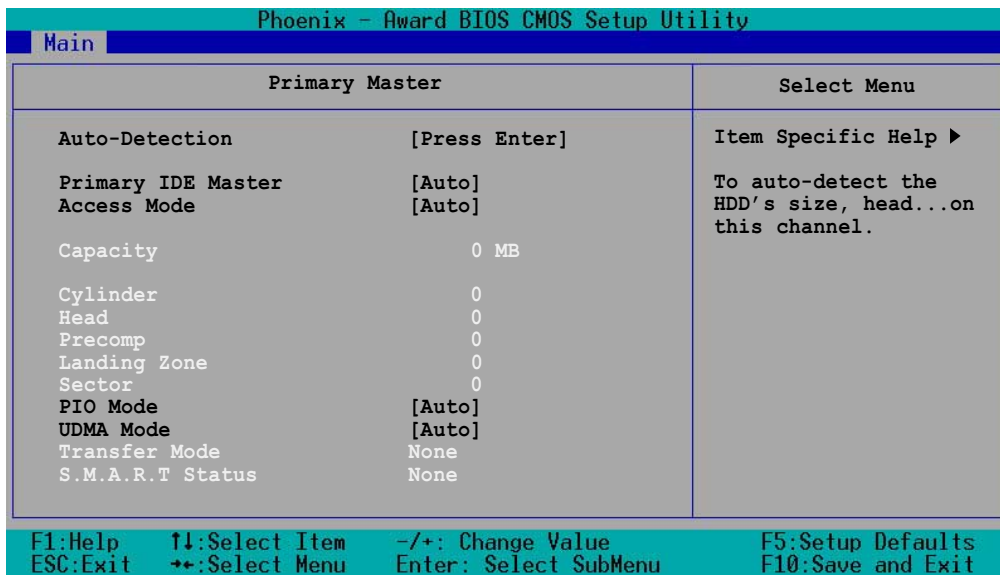 Phoenix - Award BIOS CMOS Setup Utility
Main
Primary Master
Select Menu
Auto-Detection [Press Enter]
Primary IDE Master [Auto]
Access Mode [Auto]
Capacity 0 MB
Cylinder 0
Head 0
Precomp 0
Landing Zone 0
Sector 0
PIO Mode [Auto]
UDMA Mode [Auto]
Transfer Mode None
S.M.A.R.T Status None
Item Specific Help ▶
To auto-detect the
HDD's size, head...on
this channel.
F1:Help ↑↓:Select Item -/+: Change Value F5:Setup Defaults
ESC:Exit →←:Select Menu Enter: Select SubMenu F10:Save and Exit